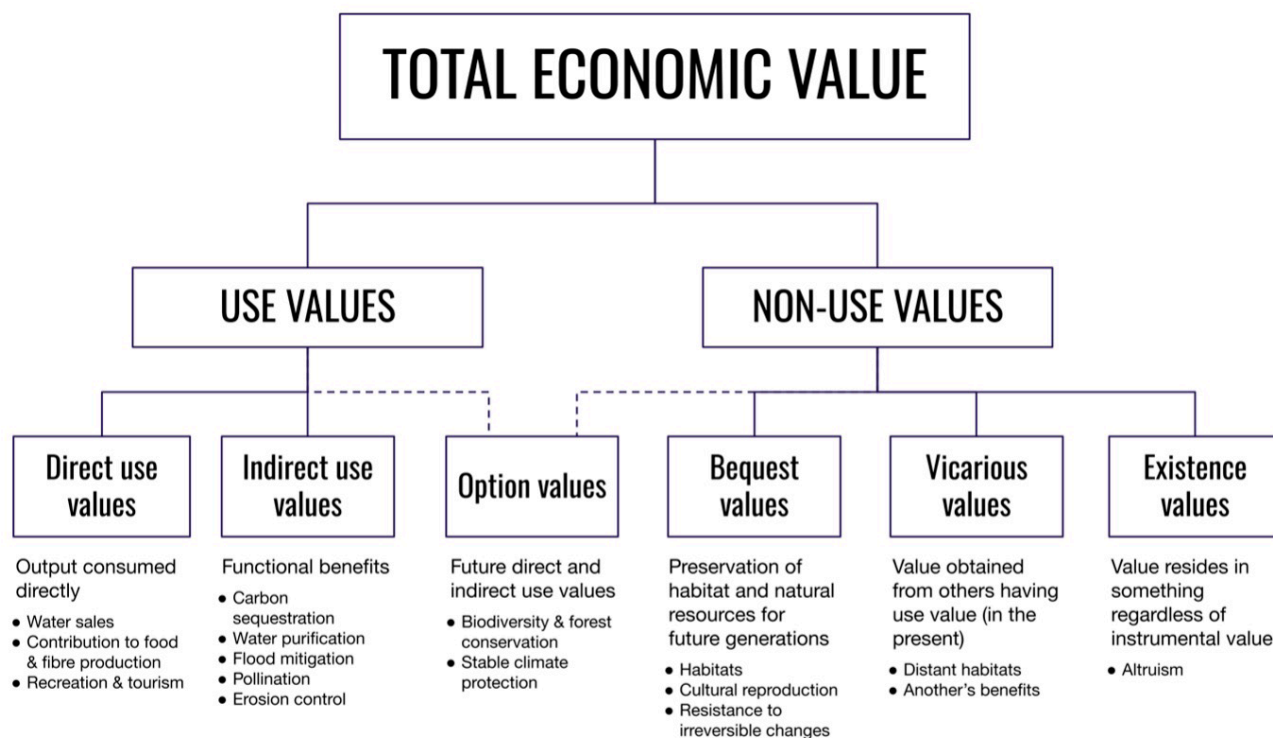 TOTAL ECONOMIC VALUE
USE VALUES
NON-USE VALUES
Direct use
values
Output consumed
directly
● Water sales
● Contribution to food
& fibre production
● Recreation & tourism
Indirect use
values
Functional benefits
● Carbon
sequestration
● Water purification
● Flood mitigation
● Pollination
● Erosion control
Option values
Future direct and
indirect use values
● Biodiversity & forest
conservation
● Stable climate
protection
Bequest
values
Preservation of
habitat and natural
resources for
future generations
● Habitats
● Cultural reproduction
● Resistance to
irreversible changes
Vicarious
values
Value obtained
from others having
use value (in the
present)
● Distant habitats
● Another’s benefits
Existence
values
Value resides in
something
regardless of
instrumental value
● Altruism